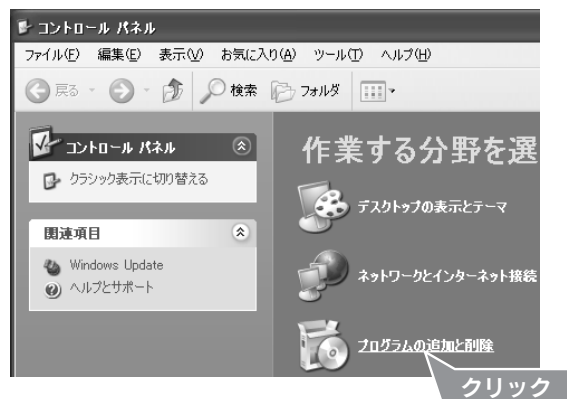 コントロール パネル
ファイル(F) 編集(E) 表示(V) お気に入り(A) ツール(T) ヘルプ(H)
戻る 検索 フォルダ
コントロール パネル
クラシック表示に切り替える
関連項目
Windows Update
ヘルプとサポート
作業する分野を選
デスクトップの表示とテーマ
ネットワークとインターネット接続
プログラムの追加と削除
クリック